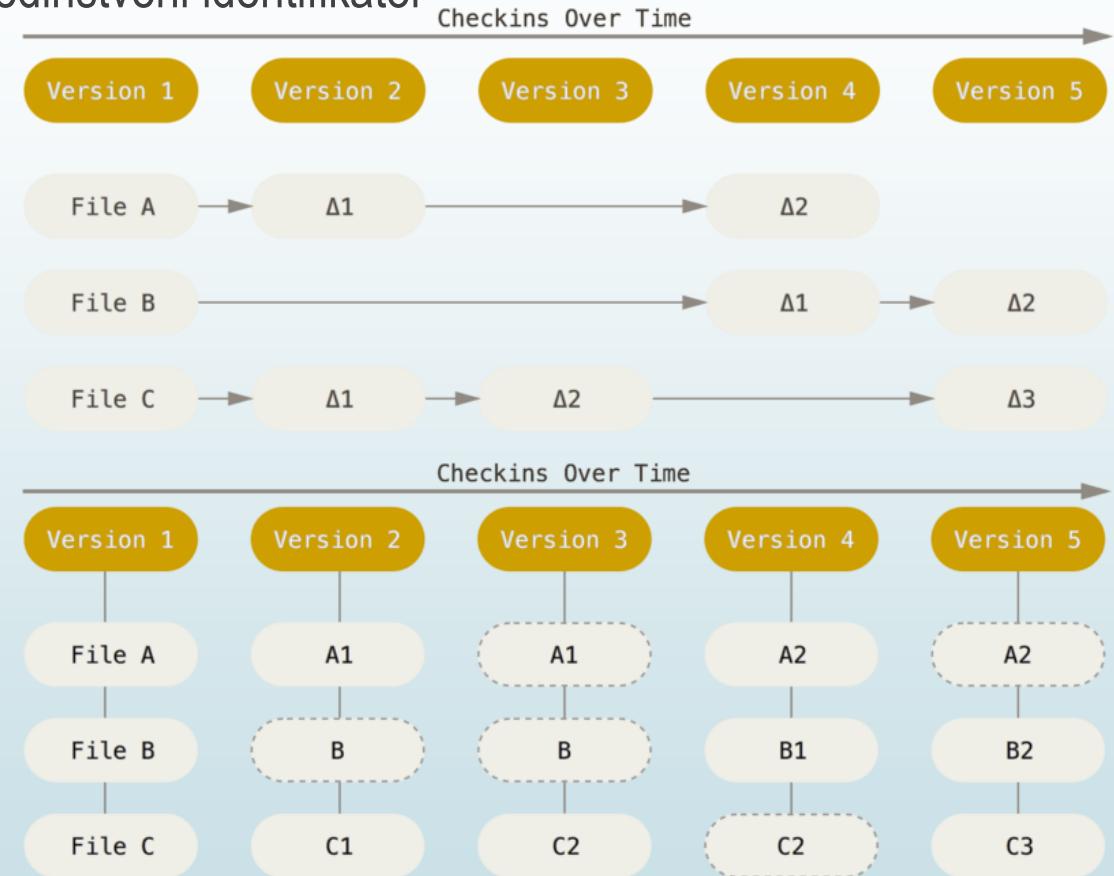 identifikator
Checkins Over Time
Version 1 Version 2 Version 3 Version 4 Version 5
File A Δ1 Δ2
File B Δ1 Δ2
File C Δ1 Δ2 Δ3
Checkins Over Time
Version 1 Version 2 Version 3 Version 4 Version 5
File A A1 A1 A2 A2
File B B B B1 B2
File C C1 C2 C2 C3